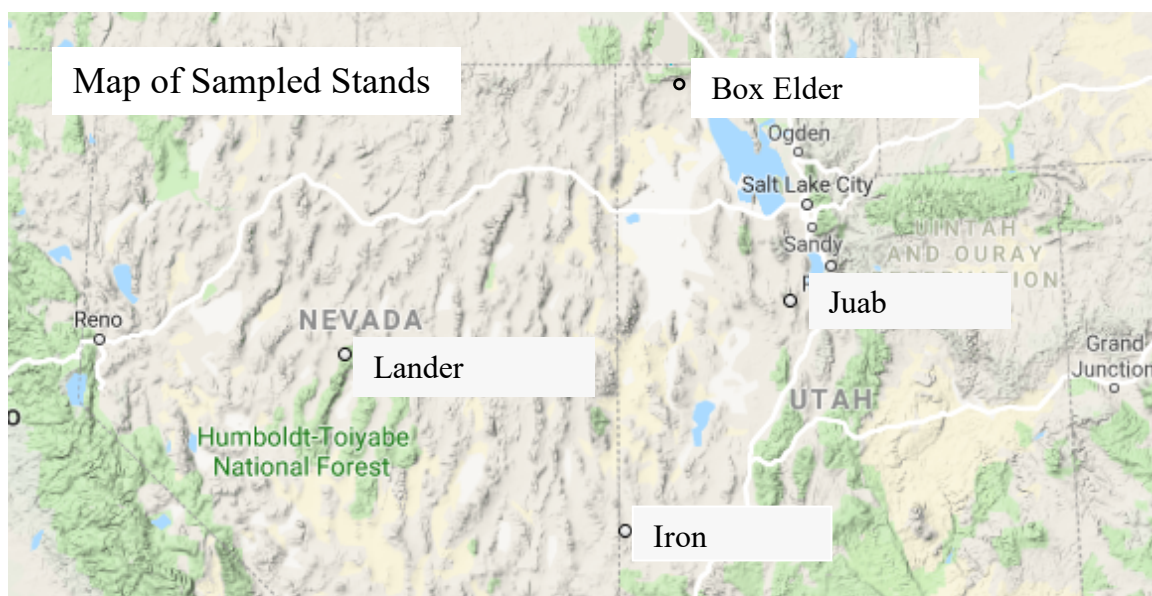 Map of Sampled Stands
Box Elder
Ogden
Salt Lake City
UINTAH
Sandy
AND OURAY
ION
Juab
Reno
NEVADA
Lander
Grand
Junction
UTAH
Humboldt-Toiyabe
National Forest
Iron